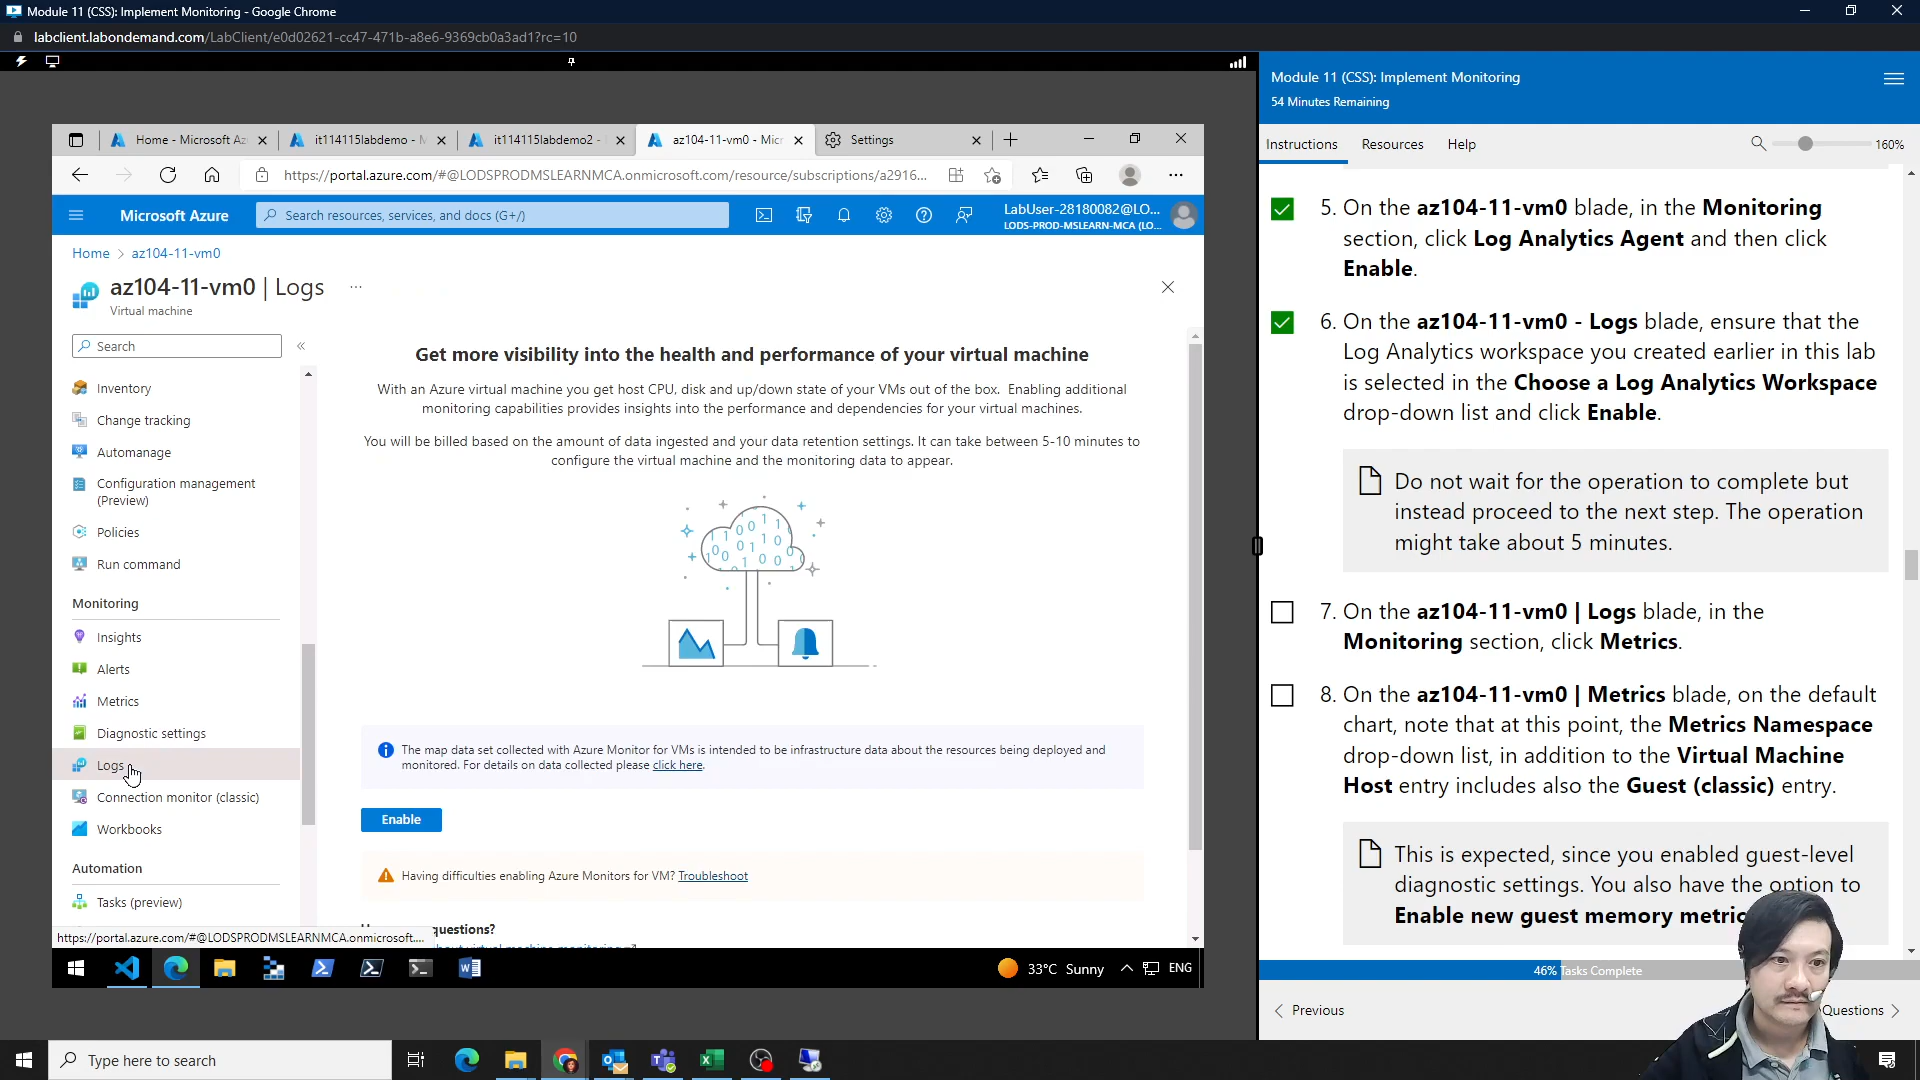 Module 11 (CSS): Implement Monitoring - Google Chrome
labclient.labondemand.com/LabClient/e0d02621-cc47-471b-a8e6-9369cb0a3ad1?rc=10
Home - Microsoft Az
it114115labdemo - M
it114115labdemo2 -
az104-11-vm0 - Micr
Settings
https://portal.azure.com/#@LODSPRODMSLEARNMCA.onmicrosoft.com/resource/subscriptions/a2916...
Microsoft Azure
Search resources, services, and docs (G+/)
LabUser-28180082@LO...
LODS-PROD-MSLEARN-MCA (LO...
Home > az104-11-vm0
az104-11-vm0 | Logs ...
Virtual machine
Search
«
Inventory
Change tracking
Automanage
Configuration management
(Preview)
Policies
Run command
Monitoring
Insights
Alerts
Metrics
Diagnostic settings
Logs
Connection monitor (classic)
Workbooks
Automation
Tasks (preview)
https://portal.azure.com/#@LODSPRODMSLEARNMCA.onmicrosoft....
Get more visibility into the health and performance of your virtual machine
With an Azure virtual machine you get host CPU, disk and up/down state of your VMs out of the box. Enabling additional
monitoring capabilities provides insights into the performance and dependencies for your virtual machines.
You will be billed based on the amount of data ingested and your data retention settings. It can take between 5-10 minutes to
configure the virtual machine and the monitoring data to appear.
The map data set collected with Azure Monitor for VMs is intended to be infrastructure data about the resources being deployed and
monitored. For details on data collected please click here.
Enable
Having difficulties enabling Azure Monitors for VM? Troubleshoot
questions?
33°C Sunny
ENG
Module 11 (CSS): Implement Monitoring
54 Minutes Remaining
Instructions
Resources
Help
160%
5. On the az104-11-vm0 blade, in the Monitoring
section, click Log Analytics Agent and then click
Enable.
6. On the az104-11-vm0 - Logs blade, ensure that the
Log Analytics workspace you created earlier in this lab
is selected in the Choose a Log Analytics Workspace
drop-down list and click Enable.
Do not wait for the operation to complete but
instead proceed to the next step. The operation
might take about 5 minutes.
7. On the az104-11-vm0 | Logs blade, in the
Monitoring section, click Metrics.
8. On the az104-11-vm0 | Metrics blade, on the default
chart, note that at this point, the Metrics Namespace
drop-down list, in addition to the Virtual Machine
Host entry includes also the Guest (classic) entry.
This is expected, since you enabled guest-level
diagnostic settings. You also have the option to
Enable new guest memory metric
46% Tasks Complete
Previous
Questions
Type here to search